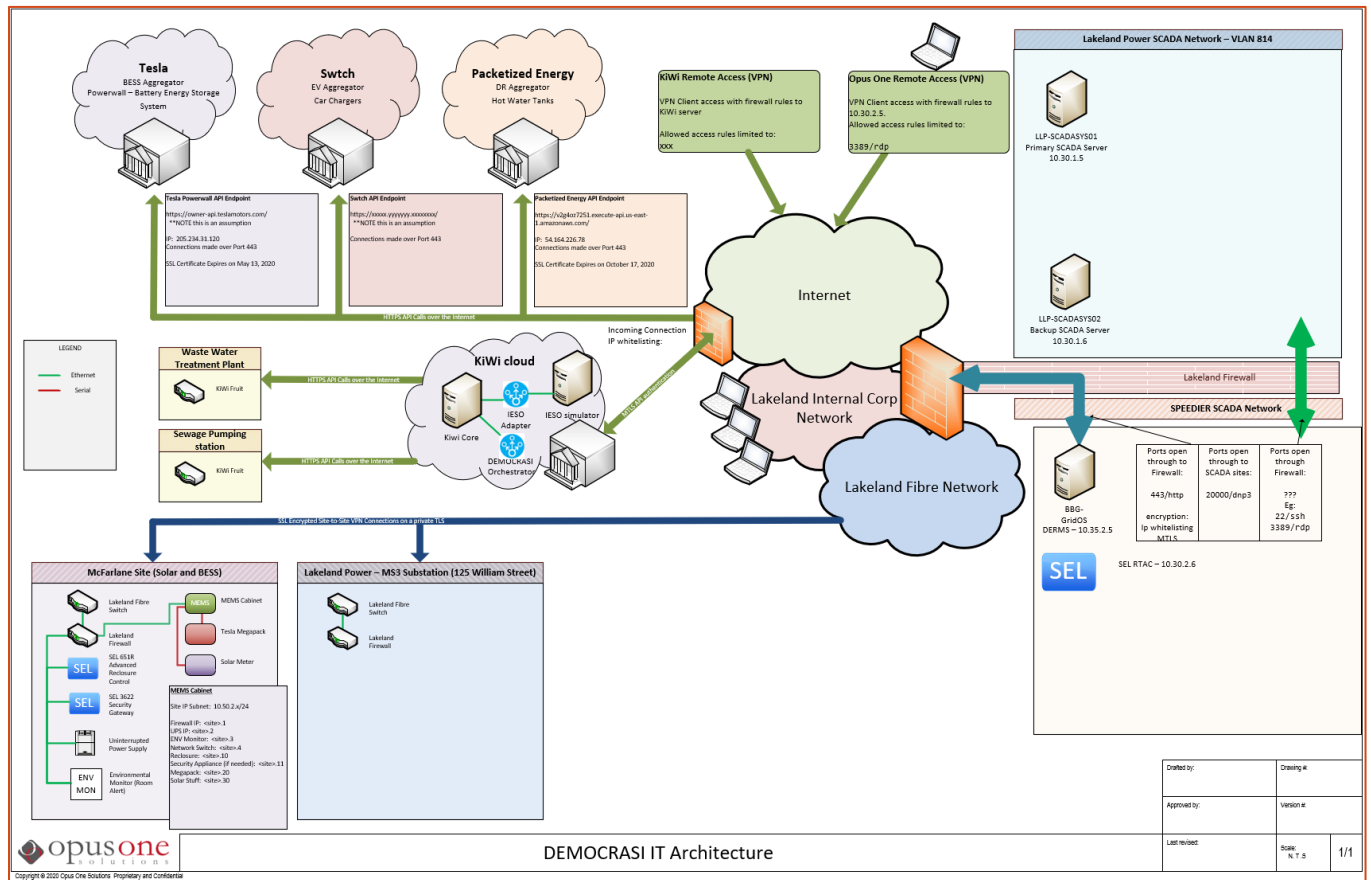 Tesla
BESS Aggregator
Powerwall – Battery Energy Storage
System
Swtch
EV Aggregator
Car Chargers
Packetized Energy
DR Aggregator
Hot Water Tanks
KiWi Remote Access (VPN)
VPN Client access with firewall rules to
KiWi server
Allowed access rules limited to:
xxx
Opus One Remote Access (VPN)
VPN Client access with firewall rules to
10.30.2.5.
Allowed access rules limited to:
3389/rdp
Lakeland Power SCADA Network – VLAN 814
LLP-SCADASYS01
Primary SCADA Server
10.30.1.5
LLP-SCADASYS02
Backup SCADA Server
10.30.1.6
Tesla Powerwall API Endpoint
https://owner-api.teslamotors.com/
**NOTE this is an assumption
IP: 205.234.31.120
Connections made over Port 443
SSL Certificate Expires on May 13, 2020
Swtch API Endpoint
https://xxxxx.yyyyyyy.xxxxxxxx/
**NOTE this is an assumption
Connections made over Port 443
Packetized Energy API Endpoint
https://v2g4oz7251.execute-api.us-east-
1.amazonawn.com/
IP: 54.164.226.78
Connections made over Port 443
SSL Certificate Expires on October 17, 2020
HTTPS API Calls over the Internet
Internet
Incoming Connection
IP whitelisting:
MTLS API authentication
LEGEND
Ethernet
Serial
Waste Water
Treatment Plant
KiWi Fruit
HTTPS API Calls over the Internet
Sewage Pumping
station
KiWi Fruit
HTTPS API Calls over the Internet
KiWi cloud
Kiwi Core
IESO
Adapter
IESO simulator
DEMOCRASI
Orchestrator
Lakeland Internal Corp
Network
Lakeland Fibre Network
Lakeland Firewall
SPEEDIER SCADA Network
BBG-
GridOS
DERMS – 10.35.2.5
Ports open
through to
Firewall:
443/http
encryption:
Ip whitelisting
MTLS
Ports open
through to
SCADA sites:
20000/dnp3
Ports open
through
Firewall:
???
Eg:
22/ssh
3389/rdp
SEL
SEL RTAC – 10.30.2.6
SSL Encrypted Site-to-Site VPN Connections on a private TLS
McFarlane Site (Solar and BESS)
Lakeland Fibre
Switch
Lakeland
Firewall
SEL
SEL 651R
Advanced
Reclosure
Control
SEL
SEL 3622
Security
Gateway
Uninterrupted
Power Supply
ENV
MON
Environmental
Monitor (Room
Alert)
MEMS
MEMS Cabinet
Tesla Megapack
Solar Meter
MEMS Cabinet
Site IP Subnet: 10.50.2.x/24
Firewall IP: <site>.1
UPS IP: <site>.2
ENV Monitor: <site>.3
Network Switch: <site>.4
Reclosure: <site>.10
Security Appliance (if needed): <site>.11
Megapack: <site>.20
Solar Stuff: <site>.30
Lakeland Power – MS3 Substation (125 William Street)
Lakeland Fibre
Switch
Lakeland
Firewall
Drafted by:
Drawing #:
Approved by:
Version #:
Last revised:
Scale:
N.T.S
1/1
opusone
solutions
DEMOCRASI IT Architecture
Copyright © 2020 Opus One Solutions Proprietary and Confidential